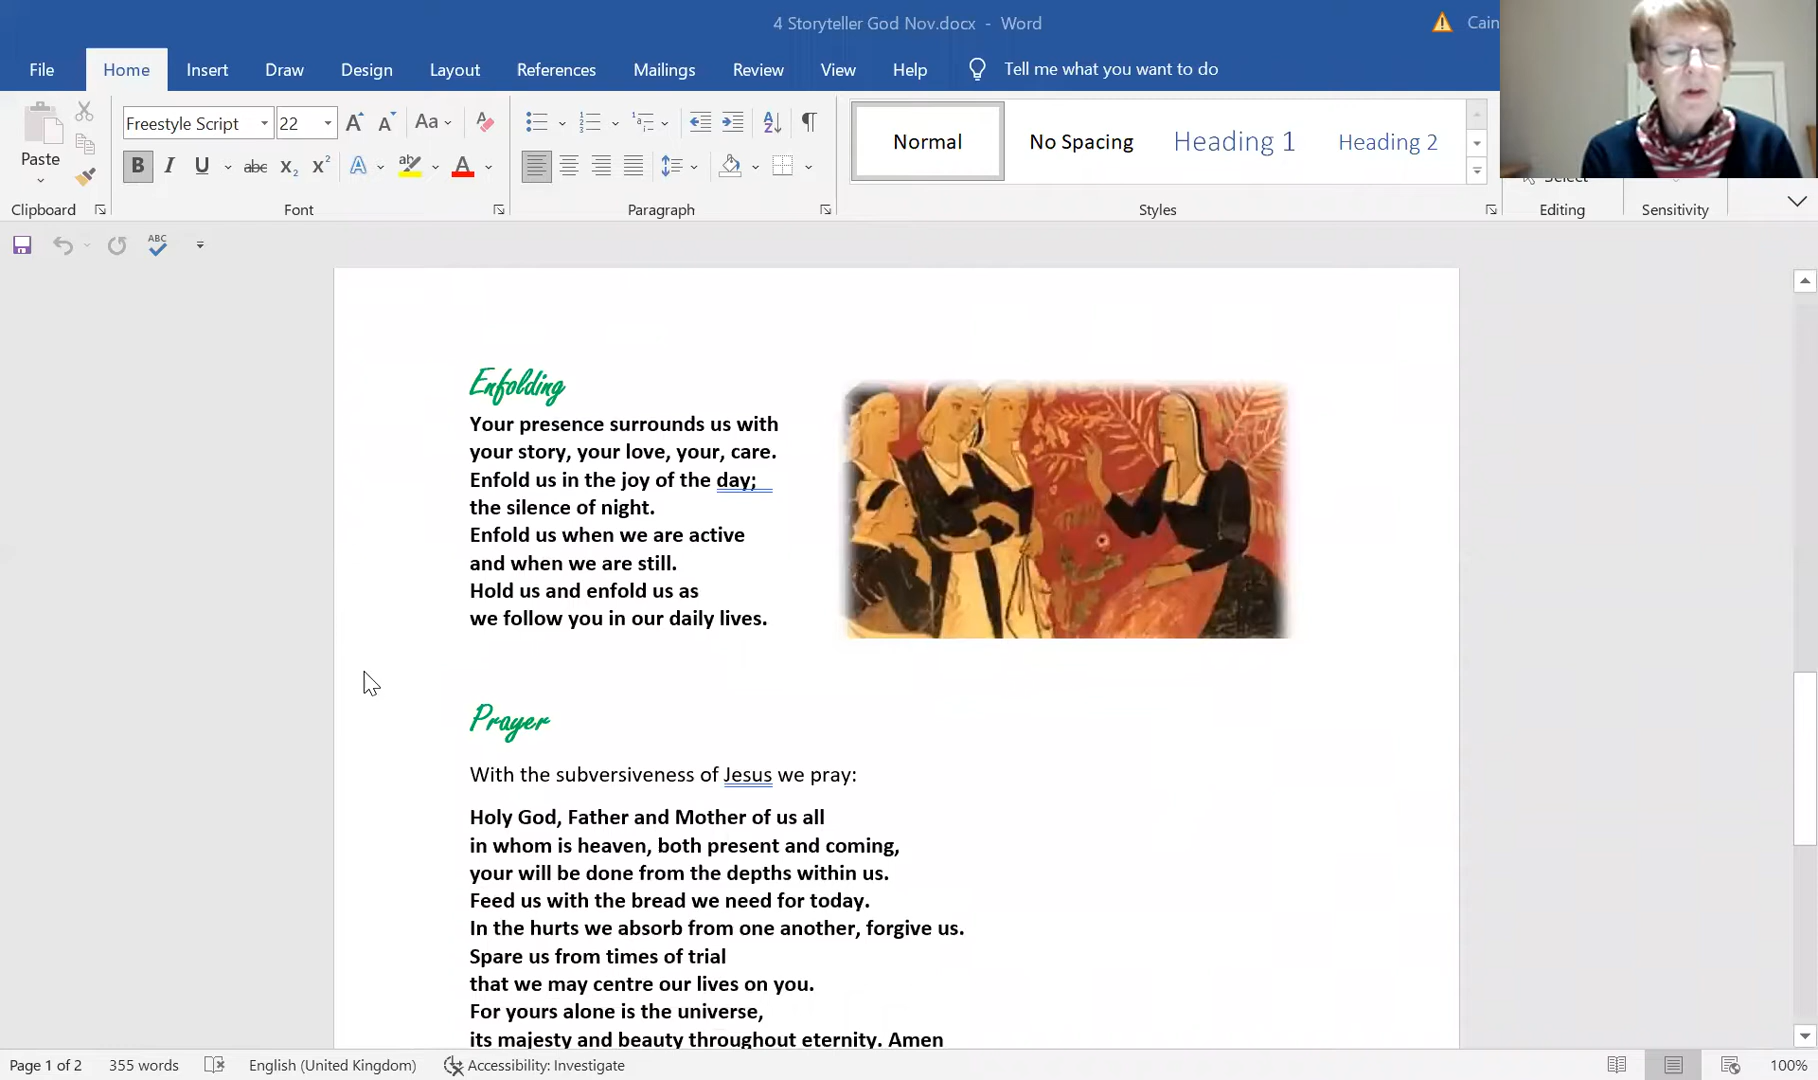 4 Storyteller God Nov.docx - Word
Cain
File Home Insert Draw Design Layout References Mailings Review View Help Tell me what you want to do
Paste
Freestyle Script 22
Aa
B I U abc x₂ x² A ab A
Normal
No Spacing
Heading 1
Heading 2
Clipboard Font Paragraph Styles Editing Sensitivity
ABC
Enfolding
Your presence surrounds us with
your story, your love, your, care.
Enfold us in the joy of the day;
the silence of night.
Enfold us when we are active
and when we are still.
Hold us and enfold us as
we follow you in our daily lives.
Prayer
With the subversiveness of Jesus we pray:
Holy God, Father and Mother of us all
in whom is heaven, both present and coming,
your will be done from the depths within us.
Feed us with the bread we need for today.
In the hurts we absorb from one another, forgive us.
Spare us from times of trial
that we may centre our lives on you.
For yours alone is the universe,
its majesty and beauty throughout eternity. Amen
Page 1 of 2 355 words English (United Kingdom) Accessibility: Investigate 100%